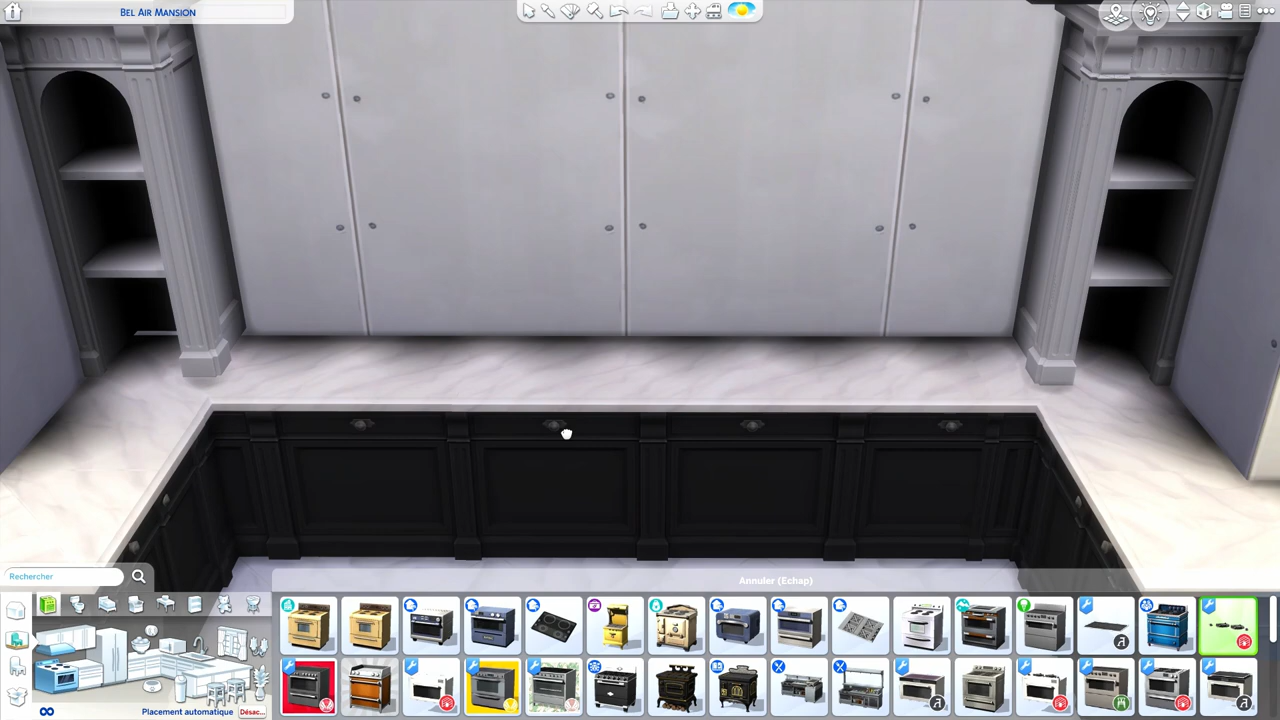 BEL AIR MANSION
Rechercher
Annuler (Echap)
Placement automatique
Désac...